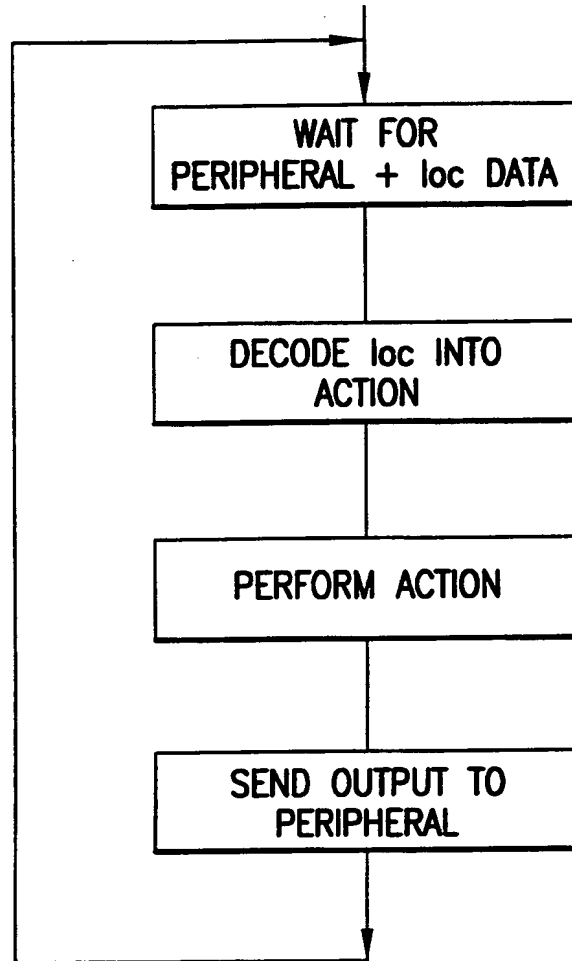 WAIT FOR
PERIPHERAL + loc DATA
DECODE loc INTO
ACTION
PERFORM ACTION
SEND OUTPUT TO
PERIPHERAL